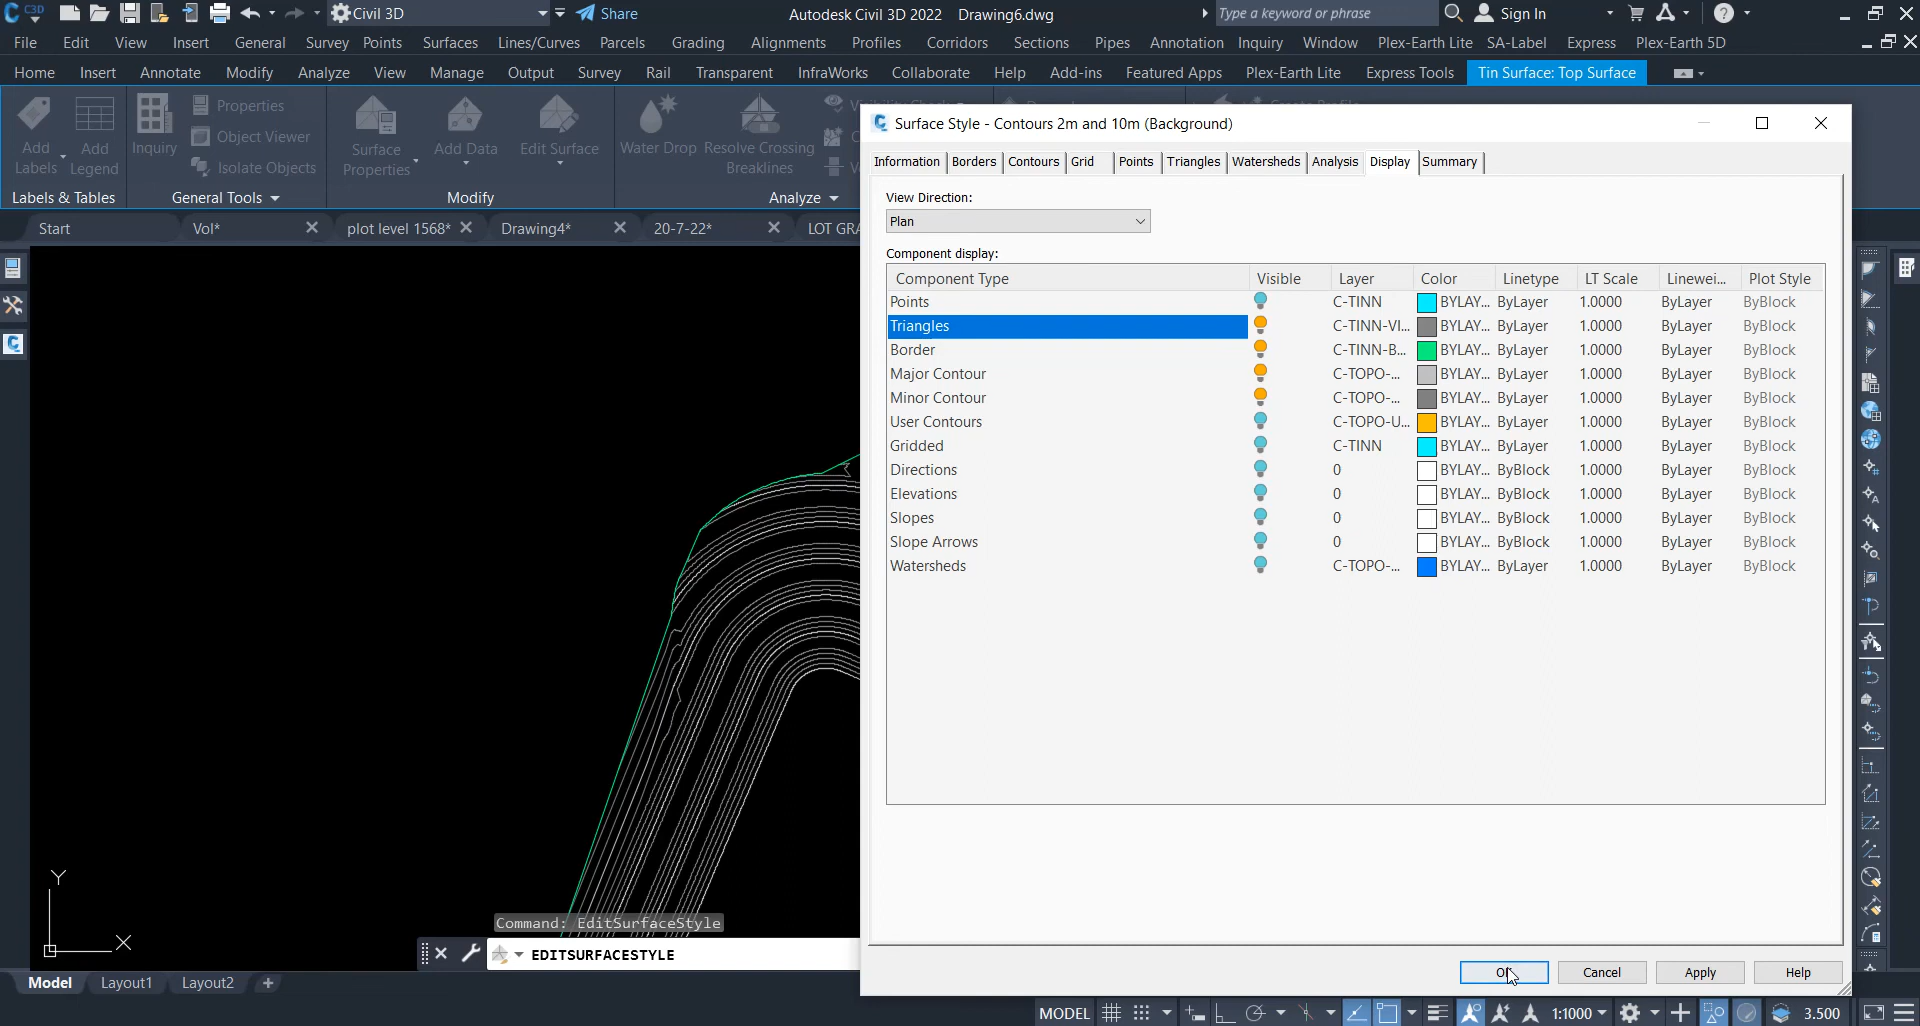 C3D Civil 3D Share Autodesk Civil 3D 2022 Drawing6.dwg Type a keyword or phrase Sign In
File Edit View Insert General Survey Points Surfaces Lines/Curves Parcels Grading Alignments Profiles Corridors Sections Pipes Annotation Inquiry Window Plex-Earth Lite SA-Label Express Plex-Earth 5D
Home Insert Annotate Modify Analyze View Manage Output Survey Rail Transparent InfraWorks Collaborate Help Add-ins Featured Apps Plex-Earth Lite Express Tools Tin Surface: Top Surface
Properties
Object Viewer
Isolate Objects
Add Labels
Add Legend
Inquiry
Surface Properties
Add Data
Edit Surface
Water Drop
Resolve Crossing Breaklines
Labels & Tables General Tools Modify Analyze
Start Vol* plot level 1568* Drawing4* 20-7-22* LOT GRA
Surface Style - Contours 2m and 10m (Background)
Information Borders Contours Grid Points Triangles Watersheds Analysis Display Summary
View Direction:
Plan
Component display:
Component Type Visible Layer Color Linetype LT Scale Linewei... Plot Style
Points C-TINN BYLAY... ByLayer 1.0000 ByLayer ByBlock
Triangles C-TINN-VI... BYLAY... ByLayer 1.0000 ByLayer ByBlock
Border C-TINN-B... BYLAY... ByLayer 1.0000 ByLayer ByBlock
Major Contour C-TOPO-... BYLAY... ByLayer 1.0000 ByLayer ByBlock
Minor Contour C-TOPO-... BYLAY... ByLayer 1.0000 ByLayer ByBlock
User Contours C-TOPO-U... BYLAY... ByLayer 1.0000 ByLayer ByBlock
Gridded C-TINN BYLAY... ByLayer 1.0000 ByLayer ByBlock
Directions 0 BYLAY... ByBlock 1.0000 ByLayer ByBlock
Elevations 0 BYLAY... ByBlock 1.0000 ByLayer ByBlock
Slopes 0 BYLAY... ByBlock 1.0000 ByLayer ByBlock
Slope Arrows 0 BYLAY... ByBlock 1.0000 ByLayer ByBlock
Watersheds C-TOPO-... BYLAY... ByLayer 1.0000 ByLayer ByBlock
Y
X
Command: EditSurfaceStyle
EDITSURFACESTYLE
OK Cancel Apply Help
Model Layout1 Layout2
MODEL 1:1000 3.500